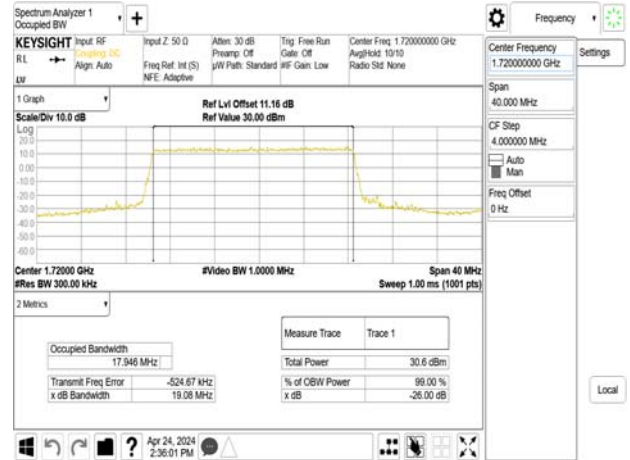 Spectrum Analyzer 1
Occupied BW
Frequency
KEYSIGHT
RL
Input: RF
Coupling: DC
Align: Auto
Input Z: 50 Ω
Freq Ref: Int (S)
NFE: Adaptive
Atten: 30 dB
Preamp: Off
µW Path: Standard
Trig: Free Run
Gate: Off
#IF Gain: Low
Center Freq: 1.720000000 GHz
Avg|Hold: 10/10
Radio Std: None
Center Frequency
1.720000000 GHz
Settings
Span
40.000 MHz
CF Step
4.000000 MHz
Auto
Man
Freq Offset
0 Hz
Local
1 Graph
Scale/Div 10.0 dB
Ref Lvl Offset 11.16 dB
Ref Value 30.00 dBm
Log
20.0
10.0
0.00
-10.0
-20.0
-30.0
-40.0
-50.0
-60.0
Center 1.72000 GHz
#Video BW 1.0000 MHz
Span 40 MHz
#Res BW 300.00 kHz
Sweep 1.00 ms (1001 pts)
2 Metrics
Measure Trace Trace 1
Occupied Bandwidth
17.946 MHz
Total Power 30.6 dBm
Transmit Freq Error -524.67 kHz
% of OBW Power 99.00 %
x dB Bandwidth 19.08 MHz
x dB -26.00 dB
Apr 24, 2024
2:36:01 PM